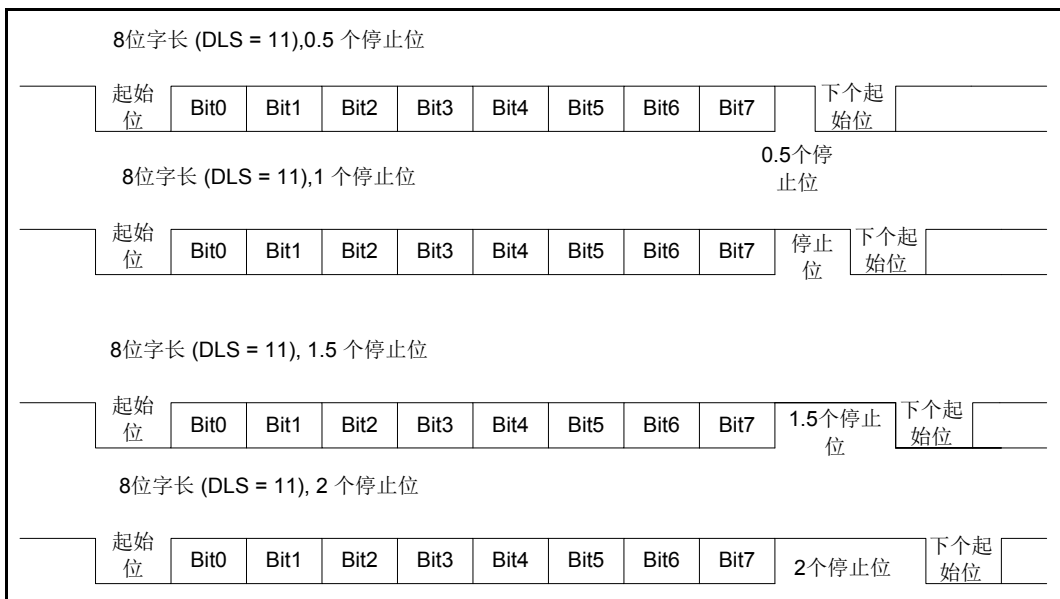 8位字长 (DLS = 11),0.5 个停止位
起始
位
Bit0 Bit1 Bit2 Bit3 Bit4 Bit5 Bit6 Bit7
下个起
始位
0.5个停
止位
8位字长 (DLS = 11),1 个停止位
起始
位
Bit0 Bit1 Bit2 Bit3 Bit4 Bit5 Bit6 Bit7
停止
位
下个起
始位
8位字长 (DLS = 11), 1.5 个停止位
起始
位
Bit0 Bit1 Bit2 Bit3 Bit4 Bit5 Bit6 Bit7
1.5个停止
位
下个起
始位
8位字长 (DLS = 11), 2 个停止位
起始
位
Bit0 Bit1 Bit2 Bit3 Bit4 Bit5 Bit6 Bit7
2个停止位
下个起
始位